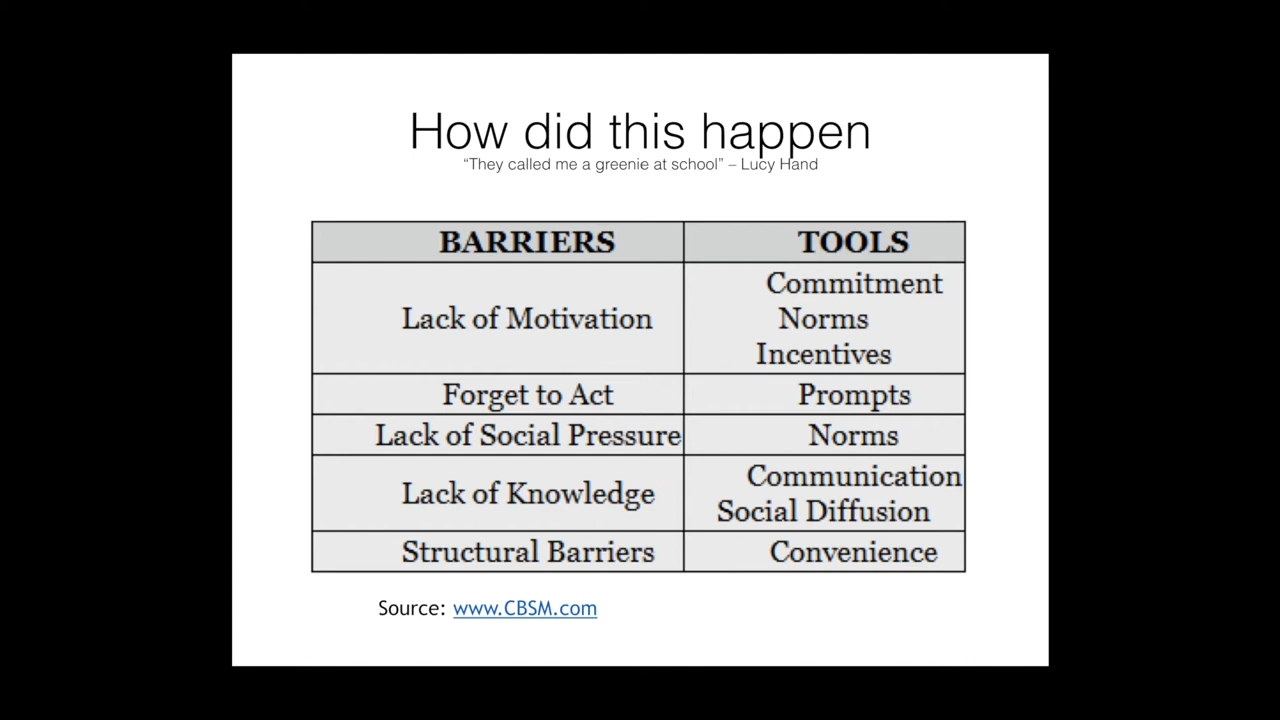 How did this happen
“They called me a greenie at school” – Lucy Hand
BARRIERS
TOOLS
Lack of Motivation
Commitment
Norms
Incentives
Forget to Act
Prompts
Lack of Social Pressure
Norms
Lack of Knowledge
Communication
Social Diffusion
Structural Barriers
Convenience
Source: www.CBSM.com